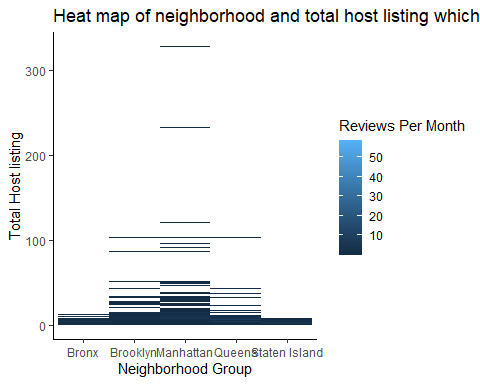 Heat map of neighborhood and total host listing which
Reviews Per Month
50
40
30
20
10
300
200
100
0
Total Host listing
Bronx Brooklyn Manhattan Queens Staten Island
Neighborhood Group